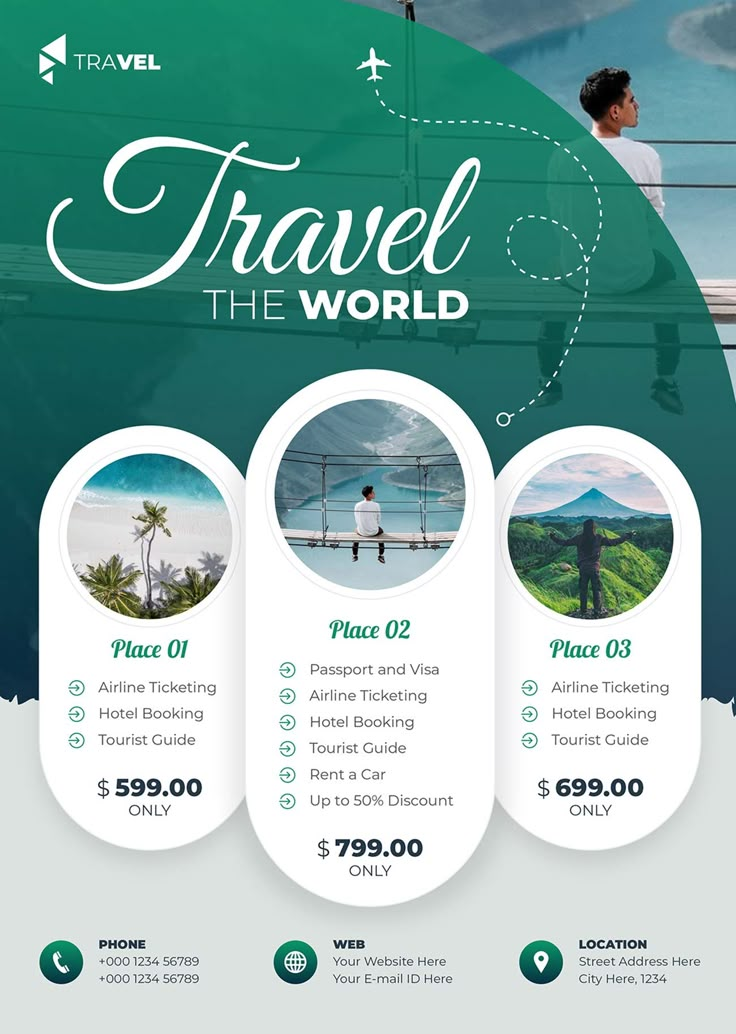 TRAVEL
Travel
THE WORLD
Place 01
Airline Ticketing
Hotel Booking
Tourist Guide
$ 599.00
ONLY
Place 02
Passport and Visa
Airline Ticketing
Hotel Booking
Tourist Guide
Rent a Car
Up to 50% Discount
$ 799.00
ONLY
Place 03
Airline Ticketing
Hotel Booking
Tourist Guide
$ 699.00
ONLY
PHONE
+000 1234 56789
+000 1234 56789
WEB
Your Website Here
Your E-mail ID Here
LOCATION
Street Address Here
City Here, 1234